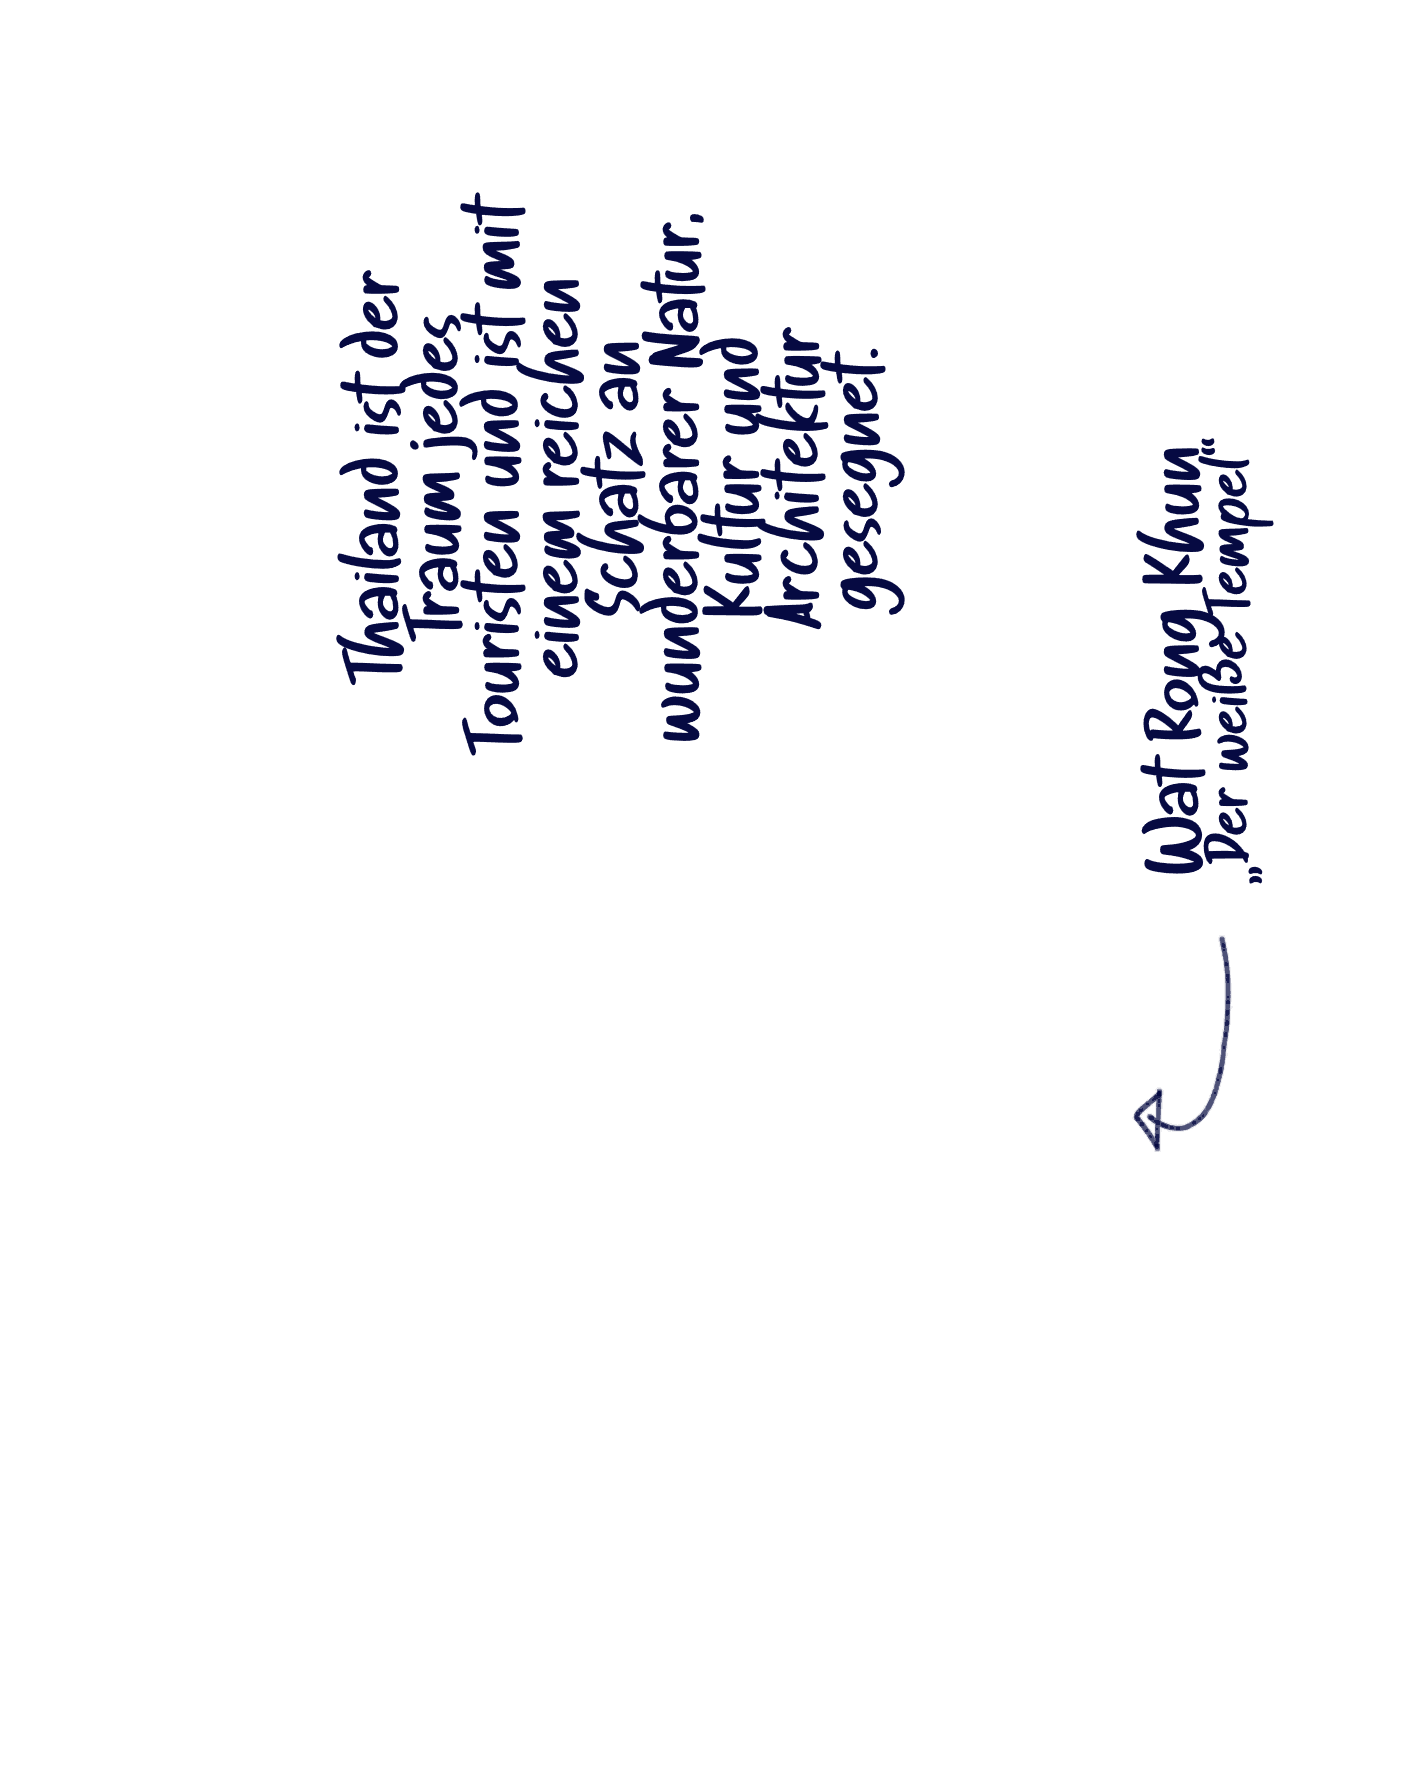 Thailand ist der
Traum jedes
Touristen und ist mit
einem reichen
Schatz an
wunderbarer Natur,
Kultur und
Architektur
gesegnet.
Wat Rong Khun
„Der weiße Tempel“